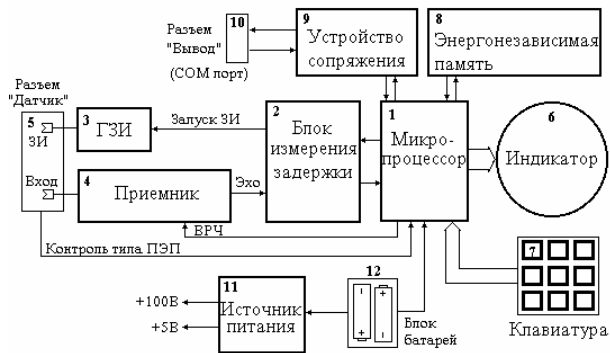 10
Разъем
"Вывод"
(COM порт)
9
Устройство
сопряжения
8
Энергонезависимая
память
Разъем
"Датчик"
5
ЗИ
Вход
3
ГЗИ
Запуск ЗИ
2
Блок
измерения
задержки
1
Микро-
процессор
6
Индикатор
4
Приемник
Эхо
ВРЧ
Контроль типа ПЭП
7
Клавиатура
11
Источник
питания
+100В
+5В
12
Блок
батарей